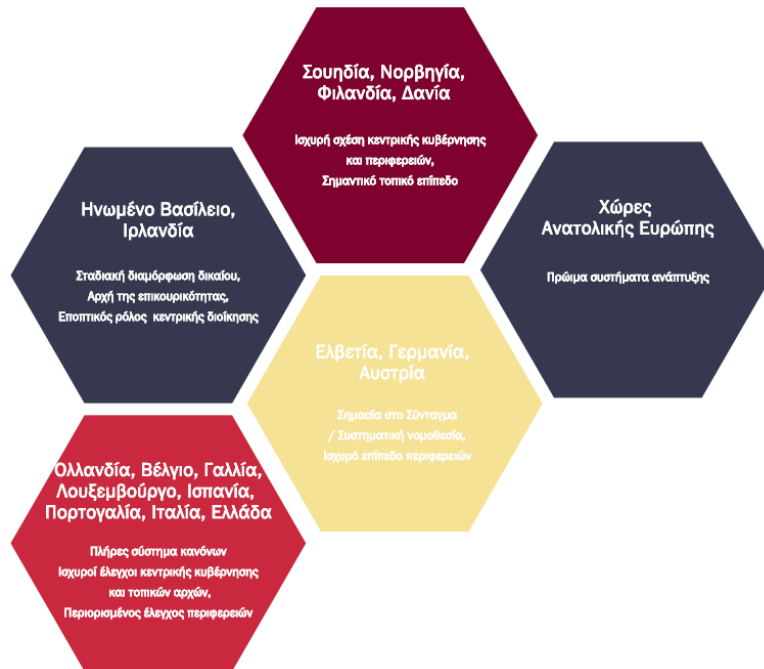 Σουηδία, Νορβηγία,
Φιλανδία, Δανία
Ισχυρή σχέση κεντρικής κυβέρνησης
και περιφερειών,
Σημαντικό τοπικό επίπεδο
Ηνωμένο Βασίλειο,
Ιρλανδία
Σταδιακή διαμόρφωση δικαίου,
Αρχή της επικουρικότητας,
Εποπτικός ρόλος κεντρικής διοίκησης
Χώρες
Ανατολικής Ευρώπης
Πρώιμα συστήματα ανάπτυξης
Ελβετία, Γερμανία,
Αυστρία
Σημασία στο Σύνταγμα
/ Συστηματική νομοθεσία,
Ισχυρό επίπεδο περιφερειών
Ολλανδία, Βέλγιο, Γαλλία,
Λουξεμβούργο, Ισπανία,
Πορτογαλία, Ιταλία, Ελλάδα
Πλήρες σύστημα κανόνων
Ισχυροί έλεγχοι κεντρικής κυβέρνησης
και τοπικών αρχών,
Περιορισμένος έλεγχος περιφερειών